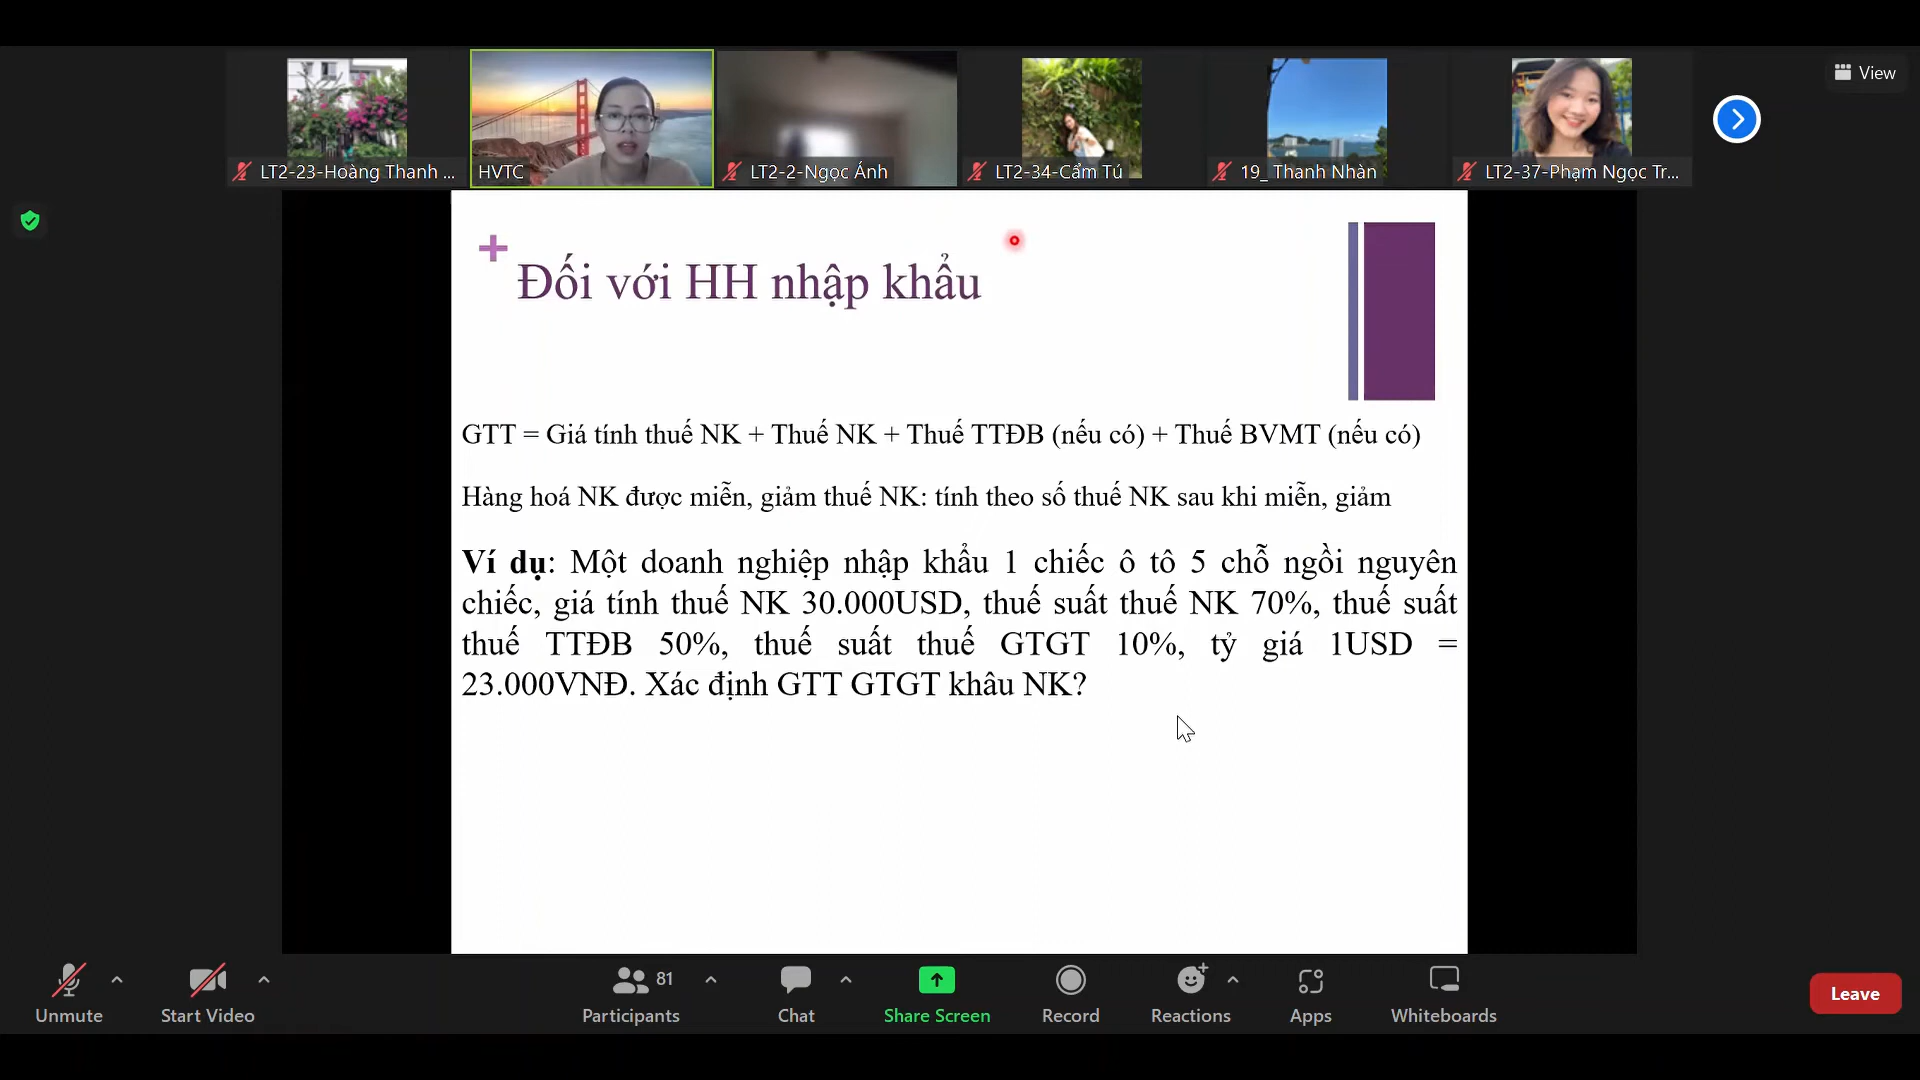 View
LT2-23-Hoàng Thanh ...
HVTC
LT2-2-Ngọc Ánh
LT2-34-Cẩm Tú
19_ Thanh Nhàn
LT2-37-Phạm Ngọc Tr...
+
Đối với HH nhập khẩu
GTT = Giá tính thuế NK + Thuế NK + Thuế TTĐB (nếu có) + Thuế BVMT (nếu có)
Hàng hoá NK được miễn, giảm thuế NK: tính theo số thuế NK sau khi miễn, giảm
Ví dụ: Một doanh nghiệp nhập khẩu 1 chiếc ô tô 5 chỗ ngồi nguyên
chiếc, giá tính thuế NK 30.000USD, thuế suất thuế NK 70%, thuế suất
thuế TTĐB 50%, thuế suất thuế GTGT 10%, tỷ giá 1USD =
23.000VNĐ. Xác định GTT GTGT khâu NK?
Unmute
Start Video
81
Participants
Chat
Share Screen
Record
Reactions
Apps
Whiteboards
Leave